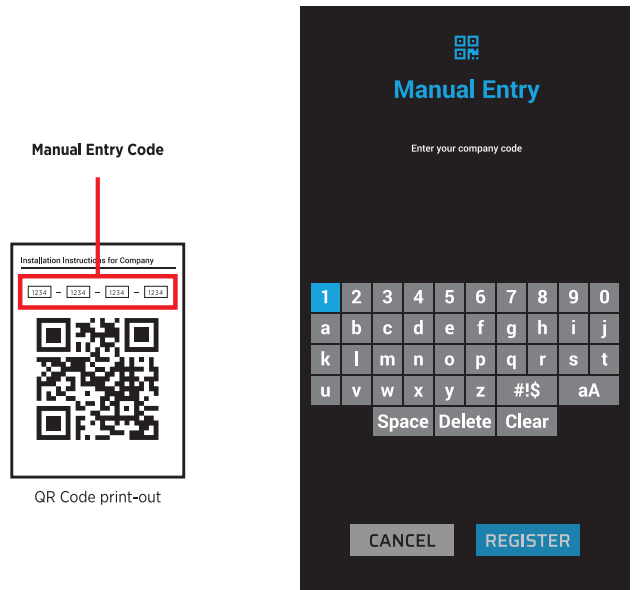 Manual Entry Code
Installation Instructions for Company
1234 – 1234 – 1234 – 1234
QR Code print-out
Manual Entry
Enter your company code
1 2 3 4 5 6 7 8 9 0
a b c d e f g h i j
k l m n o p q r s t
u v w x y z #!$ aA
Space Delete Clear
CANCEL REGISTER